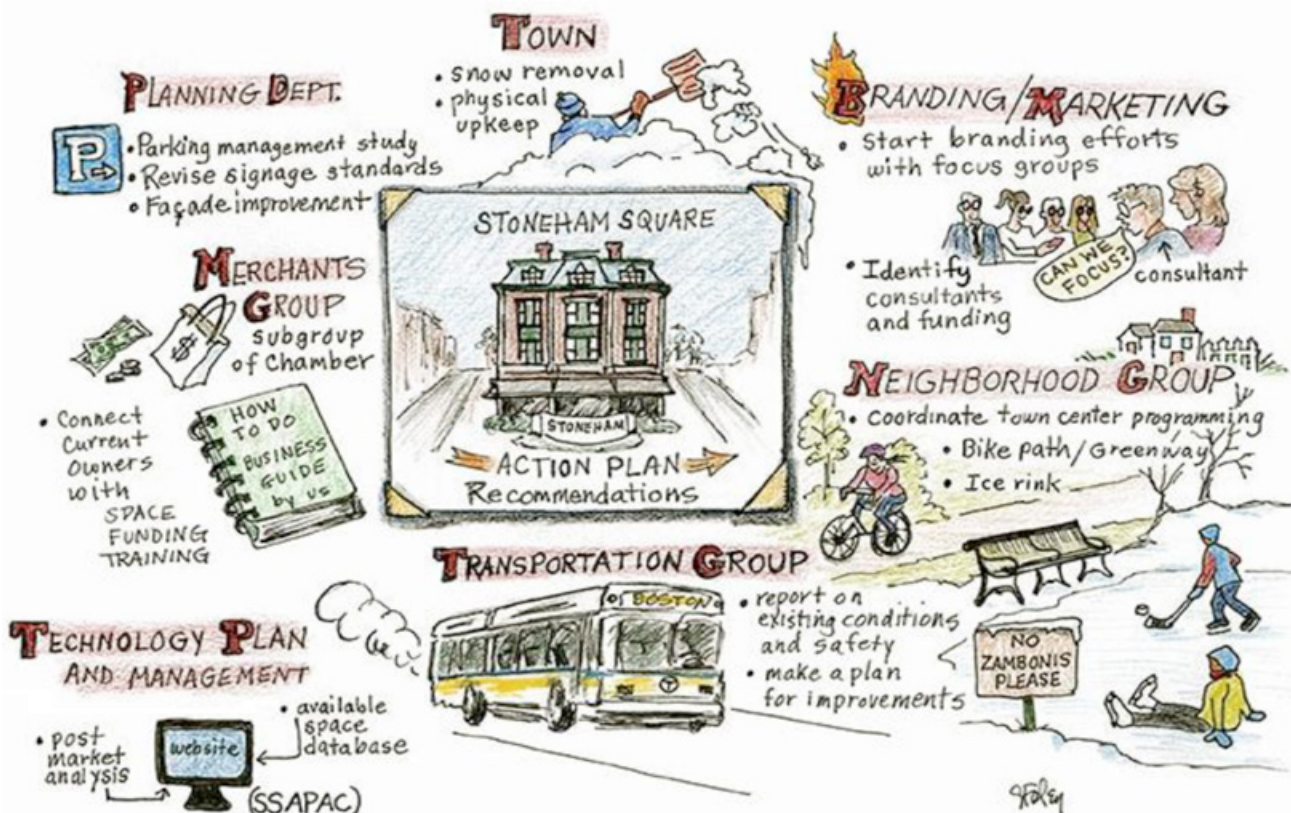 TOWN
• snow removal
• physical
upkeep
PLANNING DEPT.
P
• Parking management study
• Revise signage standards
• Façade improvement
BRANDING/MARKETING
• Start branding efforts
with focus groups
CAN WE
FOCUS?
consultant
• Identify
consultants
and funding
STONEHAM SQUARE
STONEHAM
ACTION PLAN
Recommendations
MERCHANTS
GROUP
subgroup
of Chamber
$
• Connect
current
owners
with
SPACE
FUNDING
TRAINING
HOW
TO DO
BUSINESS
GUIDE
by us
NEIGHBORHOOD GROUP
• Coordinate town center programming
• Bike path/Greenway
• Ice rink
NO
ZAMBONIS
PLEASE
TRANSPORTATION GROUP
BOSTON
T
• report on
existing conditions
and safety
• make a plan
for improvements
TECHNOLOGY PLAN
AND MANAGEMENT
• post
market
analysis
website
• available
space
database
(SSAPAC)